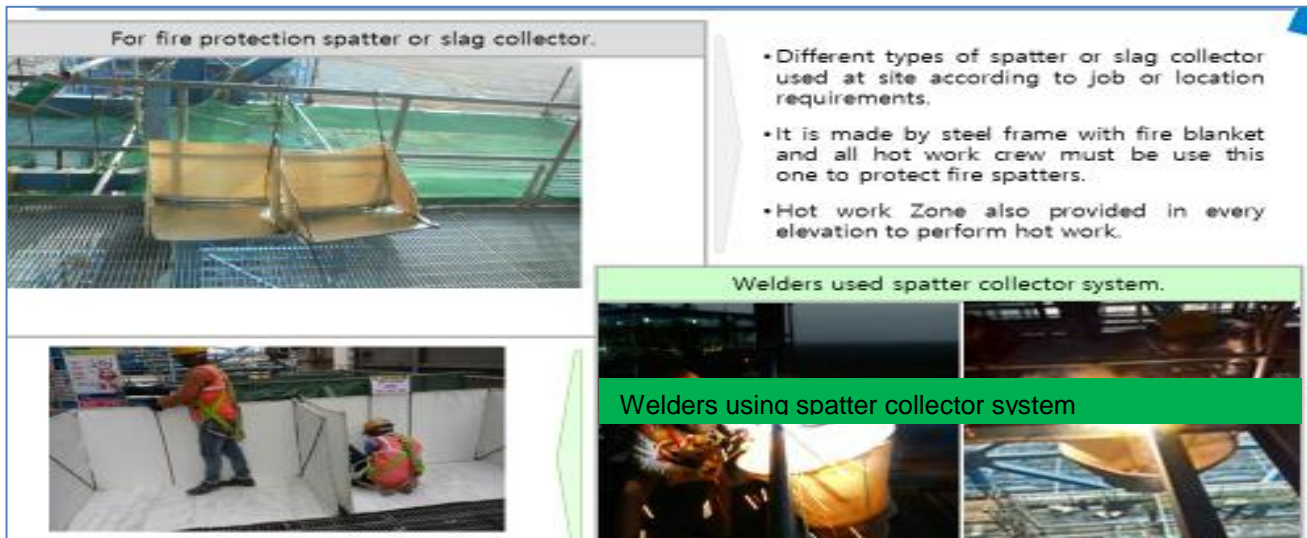 For fire protection spatter or slag collector.
•Different types of spatter or slag collector
used at site according to job or location
requirements.
•It is made by steel frame with fire blanket
and all hot work crew must be use this
one to protect fire spatters.
•Hot work Zone also provided in every
elevation to perform hot work.
Welders used spatter collector system.
Welders using spatter collector system